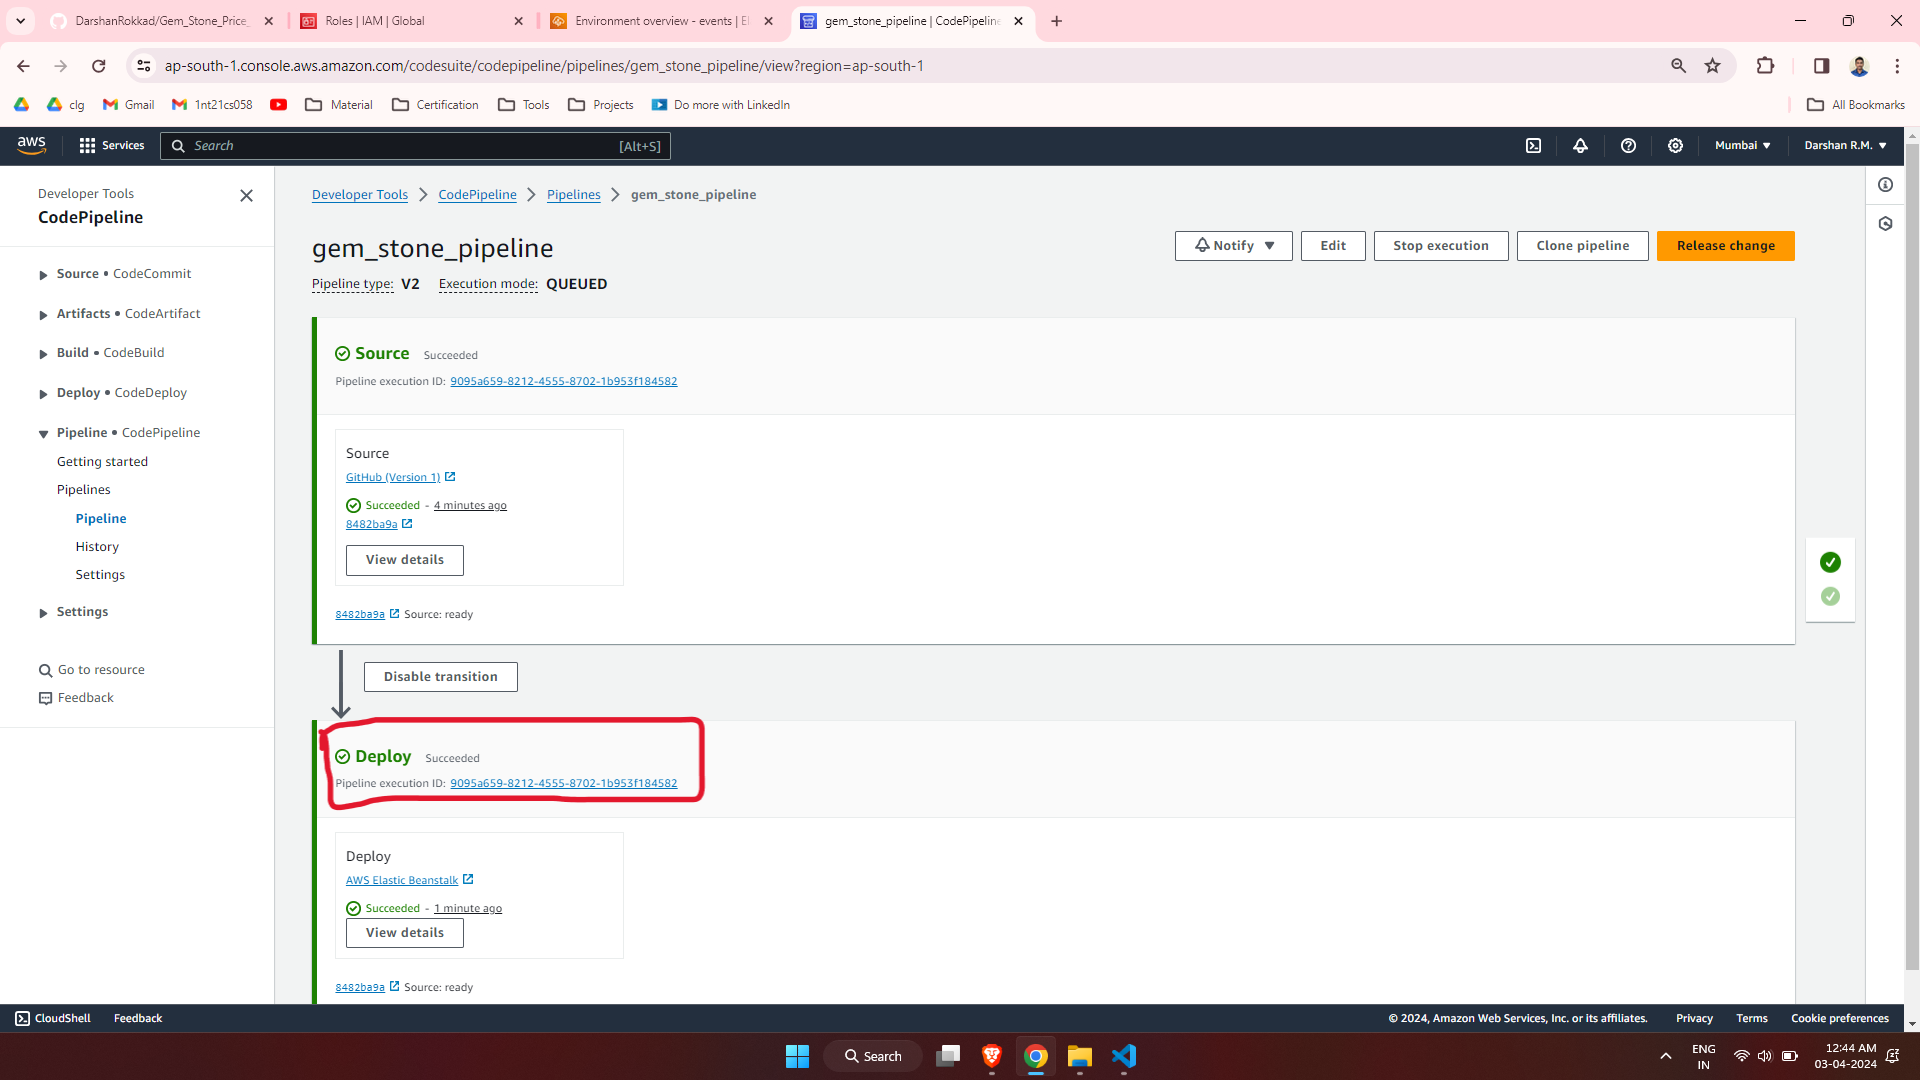 DarshanRokkad/Gem_Stone_Price_
Roles | IAM | Global
Environment overview - events | El
gem_stone_pipeline | CodePipeline
ap-south-1.console.aws.amazon.com/codesuite/codepipeline/pipelines/gem_stone_pipeline/view?region=ap-south-1
clg
Gmail
1nt21cs058
Material
Certification
Tools
Projects
Do more with LinkedIn
All Bookmarks
aws
Services
Search
[Alt+S]
Mumbai
Darshan R.M.
Developer Tools
CodePipeline
Source • CodeCommit
Artifacts • CodeArtifact
Build • CodeBuild
Deploy • CodeDeploy
Pipeline • CodePipeline
Getting started
Pipelines
Pipeline
History
Settings
Settings
Go to resource
Feedback
Developer Tools
CodePipeline
Pipelines
gem_stone_pipeline
gem_stone_pipeline
Notify
Edit
Stop execution
Clone pipeline
Release change
Pipeline type: V2
Execution mode: QUEUED
Source Succeeded
Pipeline execution ID: 9095a659-8212-4555-8702-1b953f184582
Source
GitHub (Version 1)
Succeeded - 4 minutes ago
8482ba9a
View details
8482ba9a Source: ready
Disable transition
Deploy Succeeded
Pipeline execution ID: 9095a659-8212-4555-8702-1b953f184582
Deploy
AWS Elastic Beanstalk
Succeeded - 1 minute ago
View details
8482ba9a Source: ready
CloudShell
Feedback
© 2024, Amazon Web Services, Inc. or its affiliates.
Privacy
Terms
Cookie preferences
Search
ENG
IN
12:44 AM
03-04-2024